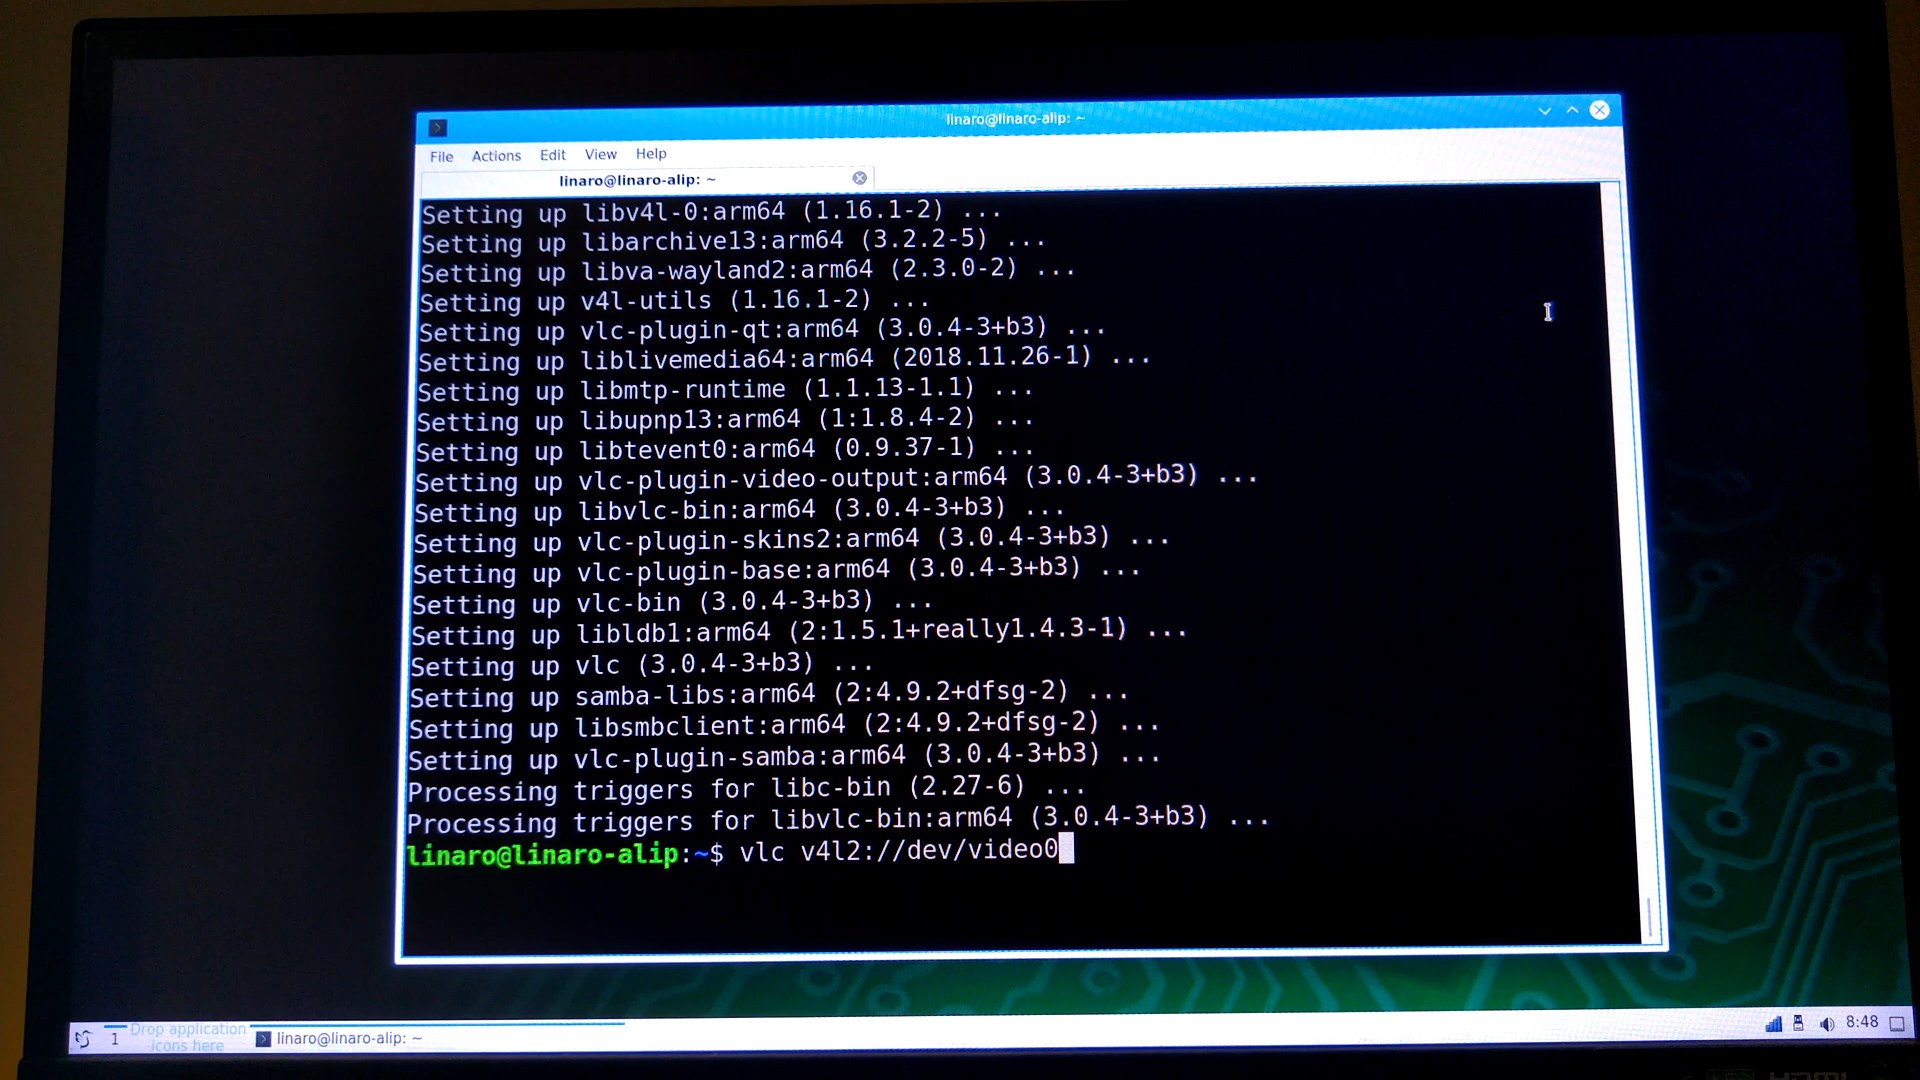 linaro@linaro-alip: ~
File Actions Edit View Help
linaro@linaro-alip: ~
Setting up libv4l-0:arm64 (1.16.1-2) ...
Setting up libarchive13:arm64 (3.2.2-5) ...
Setting up libva-wayland2:arm64 (2.3.0-2) ...
Setting up v4l-utils (1.16.1-2) ...
Setting up vlc-plugin-qt:arm64 (3.0.4-3+b3) ...
Setting up liblivemedia64:arm64 (2018.11.26-1) ...
Setting up libmtp-runtime (1.1.13-1.1) ...
Setting up libupnp13:arm64 (1:1.8.4-2) ...
Setting up libtevent0:arm64 (0.9.37-1) ...
Setting up vlc-plugin-video-output:arm64 (3.0.4-3+b3) ...
Setting up libvlc-bin:arm64 (3.0.4-3+b3) ...
Setting up vlc-plugin-skins2:arm64 (3.0.4-3+b3) ...
Setting up vlc-plugin-base:arm64 (3.0.4-3+b3) ...
Setting up vlc-bin (3.0.4-3+b3) ...
Setting up libldb1:arm64 (2:1.5.1+really1.4.3-1) ...
Setting up vlc (3.0.4-3+b3) ...
Setting up samba-libs:arm64 (2:4.9.2+dfsg-2) ...
Setting up libsmbclient:arm64 (2:4.9.2+dfsg-2) ...
Setting up vlc-plugin-samba:arm64 (3.0.4-3+b3) ...
Processing triggers for libc-bin (2.27-6) ...
Processing triggers for libvlc-bin:arm64 (3.0.4-3+b3) ...
linaro@linaro-alip:~$ vlc v4l2://dev/video0
1
Drop application
icons here
linaro@linaro-alip: ~
8:48